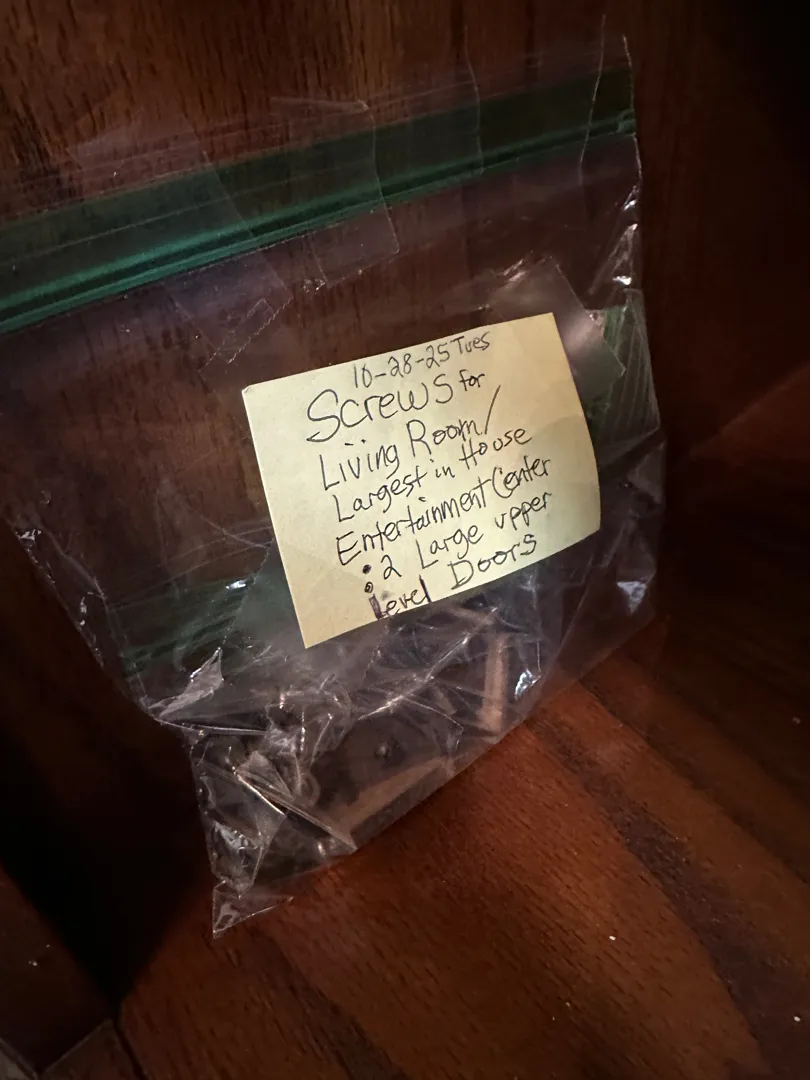 10-28-25 Tues
Screws for
Living Room/
Largest in House
Entertainment Center
• 2 Large upper
• Level Doors